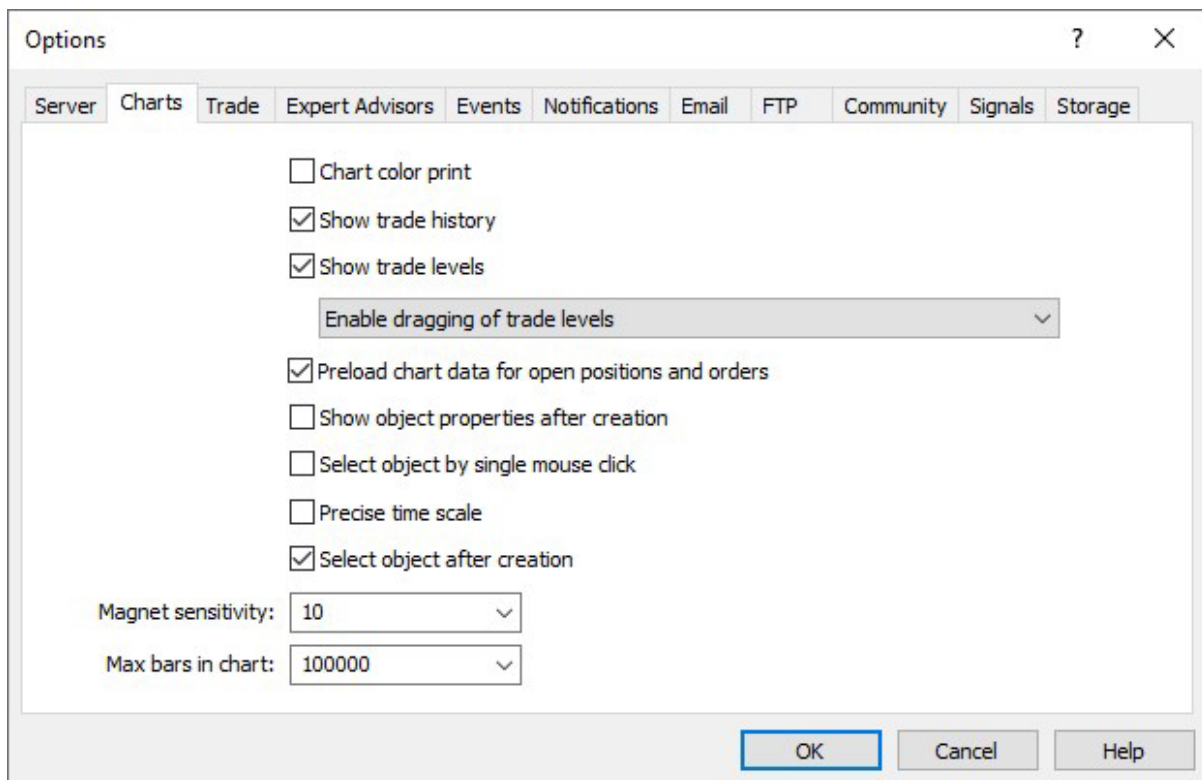 Options ?
Server Charts Trade Expert Advisors Events Notifications Email FTP Community Signals Storage
Chart color print
Show trade history
Show trade levels
Enable dragging of trade levels
Preload chart data for open positions and orders
Show object properties after creation
Select object by single mouse click
Precise time scale
Select object after creation
Magnet sensitivity: 10
Max bars in chart: 100000
OK Cancel Help